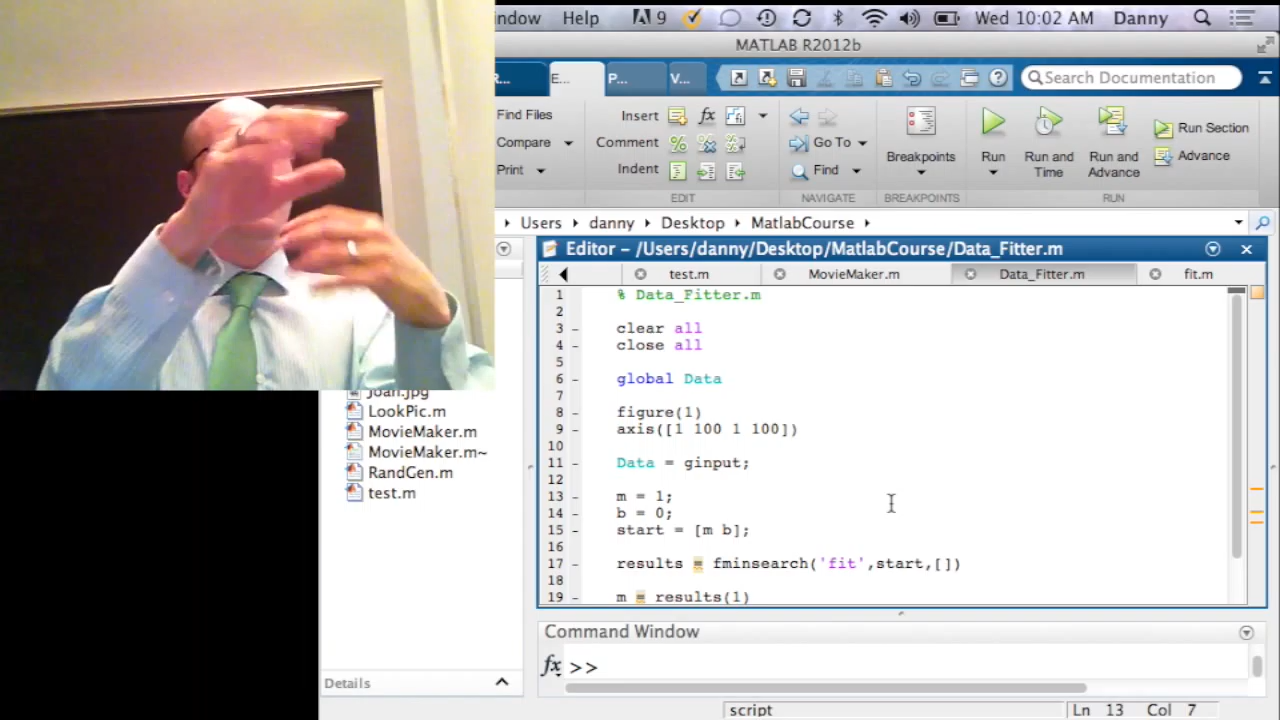 indow Help 9 Wed 10:02 AM Danny
MATLAB R2012b
R... E... P... V... Search Documentation
Find Files Insert fx
Compare Comment Go To Breakpoints Run Run and Time Run and Advance Run Section
Print Indent Find Advance
EDIT NAVIGATE BREAKPOINTS RUN
Users danny Desktop MatlabCourse
Editor – /Users/danny/Desktop/MatlabCourse/Data_Fitter.m
test.m MovieMaker.m Data_Fitter.m fit.m
1 % Data_Fitter.m
2
3 – clear all
4 – close all
5
6 – global Data
7
8 – figure(1)
9 – axis([1 100 1 100])
10
11 – Data = ginput;
12
13 – m = 1;
14 – b = 0;
15 – start = [m b];
16
17 – results = fminsearch('fit',start,[])
18
19 – m = results(1)
Joan.jpg
LookPic.m
MovieMaker.m
MovieMaker.m~
RandGen.m
test.m
Details
Command Window
fx >>
script Ln 13 Col 7